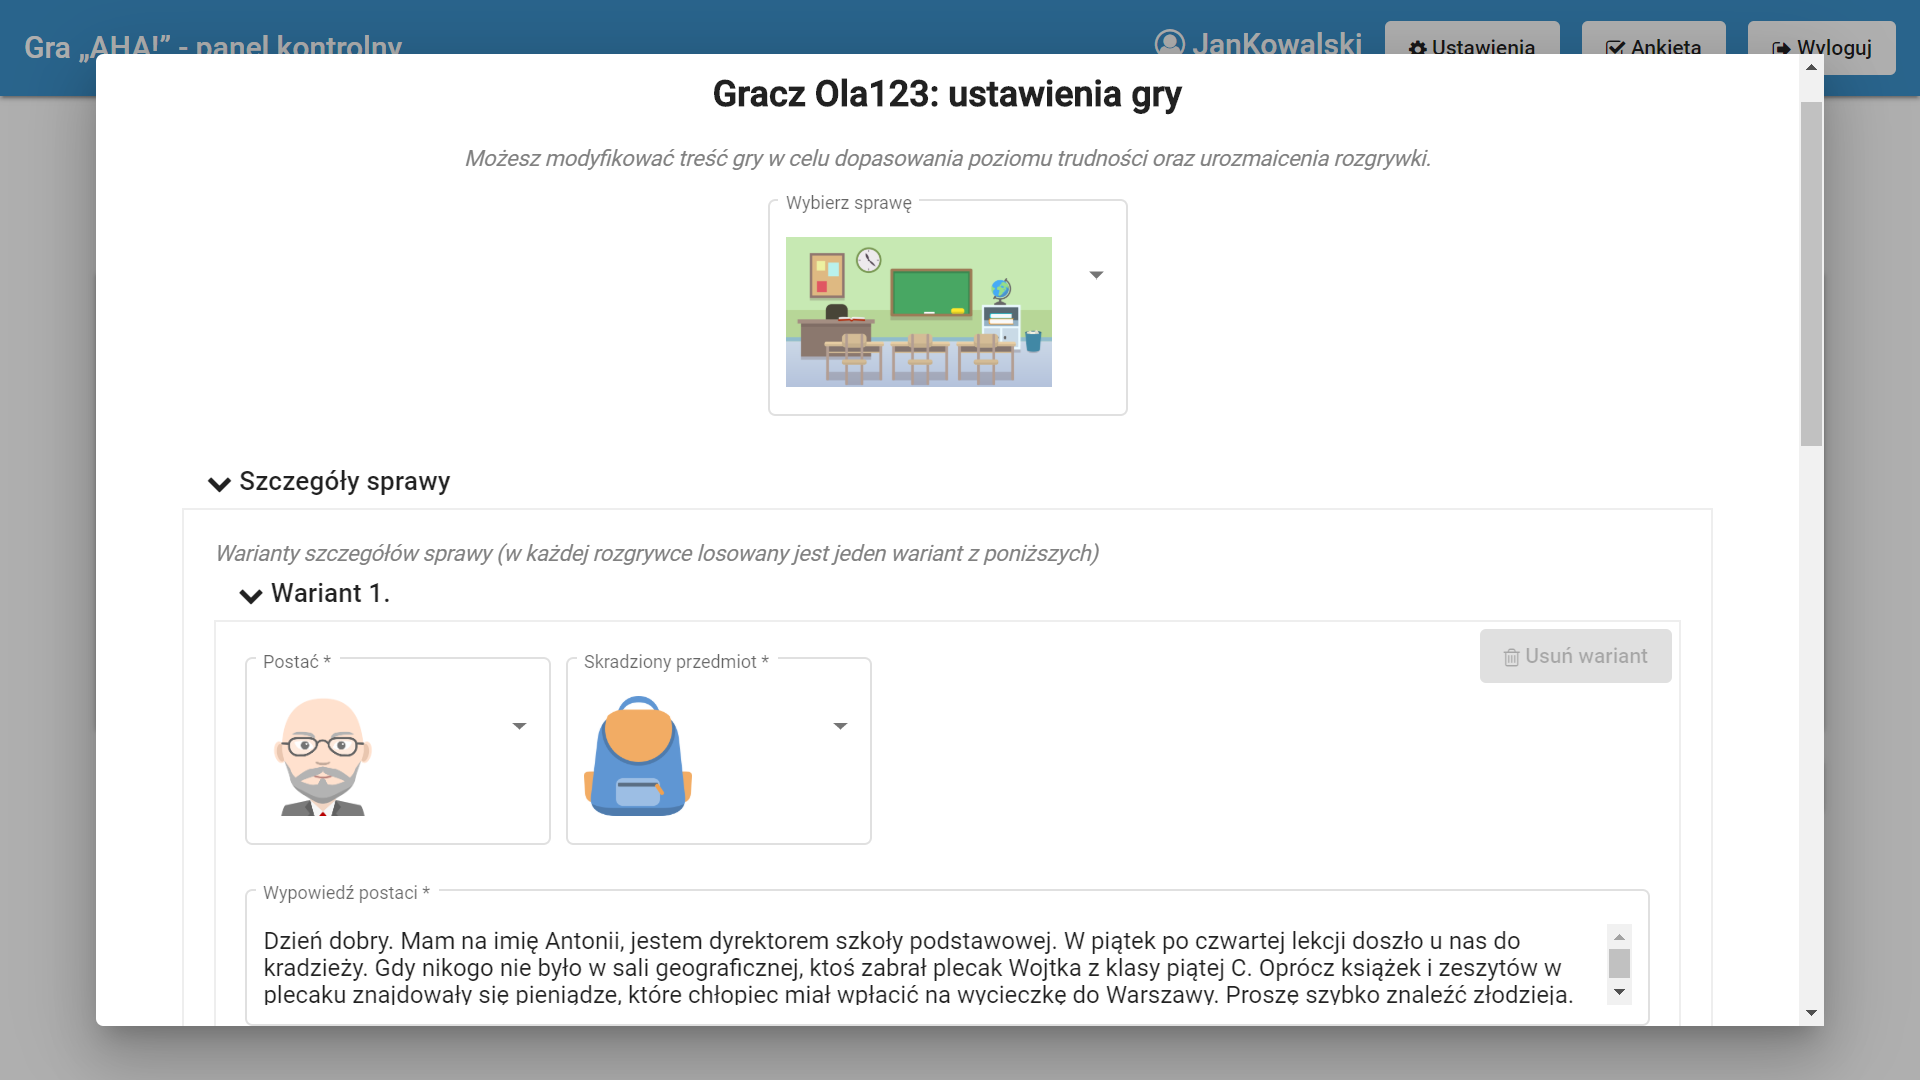 Gra „AHA!” - panel kontrolny
JanKowalski
Ustawienia
Ankieta
Wyloguj
Gracz Ola123: ustawienia gry
Możesz modyfikować treść gry w celu dopasowania poziomu trudności oraz urozmaicenia rozgrywki.
Wybierz sprawę
Szczegóły sprawy
Warianty szczegółów sprawy (w każdej rozgrywce losowany jest jeden wariant z poniższych)
Wariant 1.
Postać *
Skradziony przedmiot *
Usuń wariant
Wypowiedź postaci *
Dzień dobry. Mam na imię Antonii, jestem dyrektorem szkoły podstawowej. W piątek po czwartej lekcji doszło u nas do
kradzieży. Gdy nikogo nie było w sali geograficznej, ktoś zabrał plecak Wojtka z klasy piątej C. Oprócz książek i zeszytów w
plecaku znajdowały się pieniądze, które chłopiec miał wpłacić na wycieczkę do Warszawy. Proszę szybko znaleźć złodzieja.